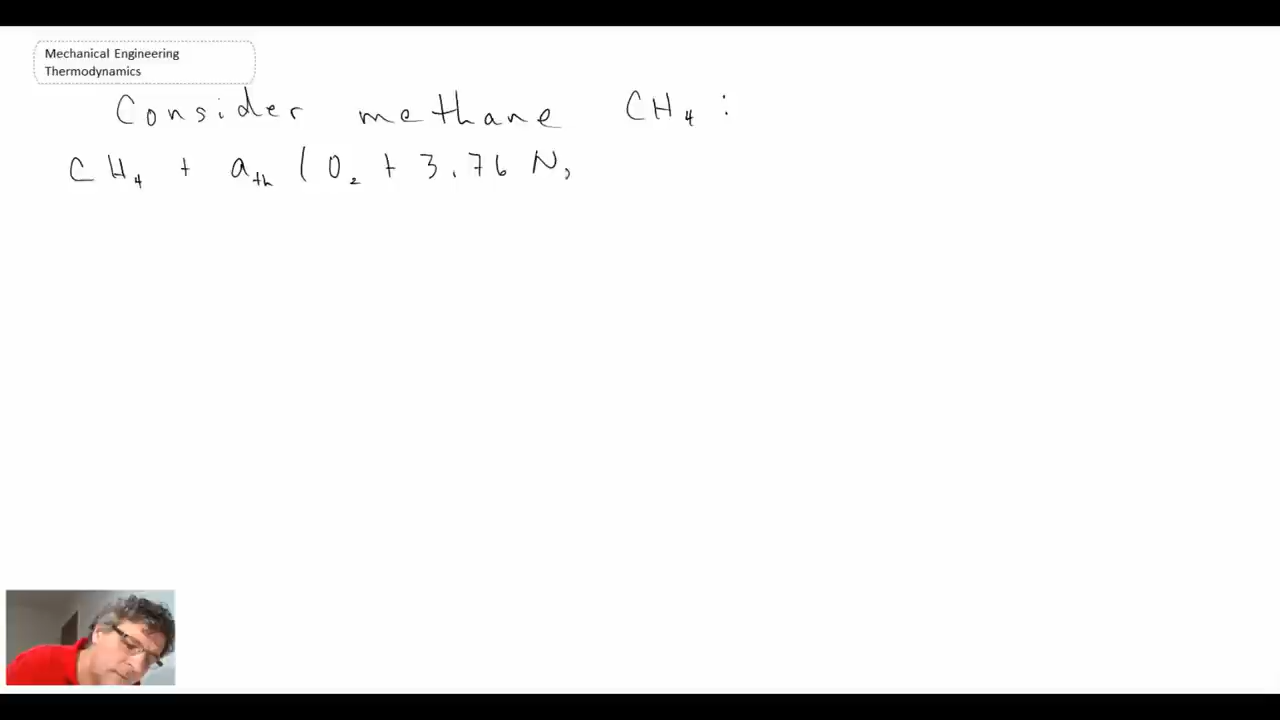 Mechanical Engineering
Thermodynamics
Consider methane CH₄ :
CH₄ + aₜₕ ( O₂ + 3.76 N₂